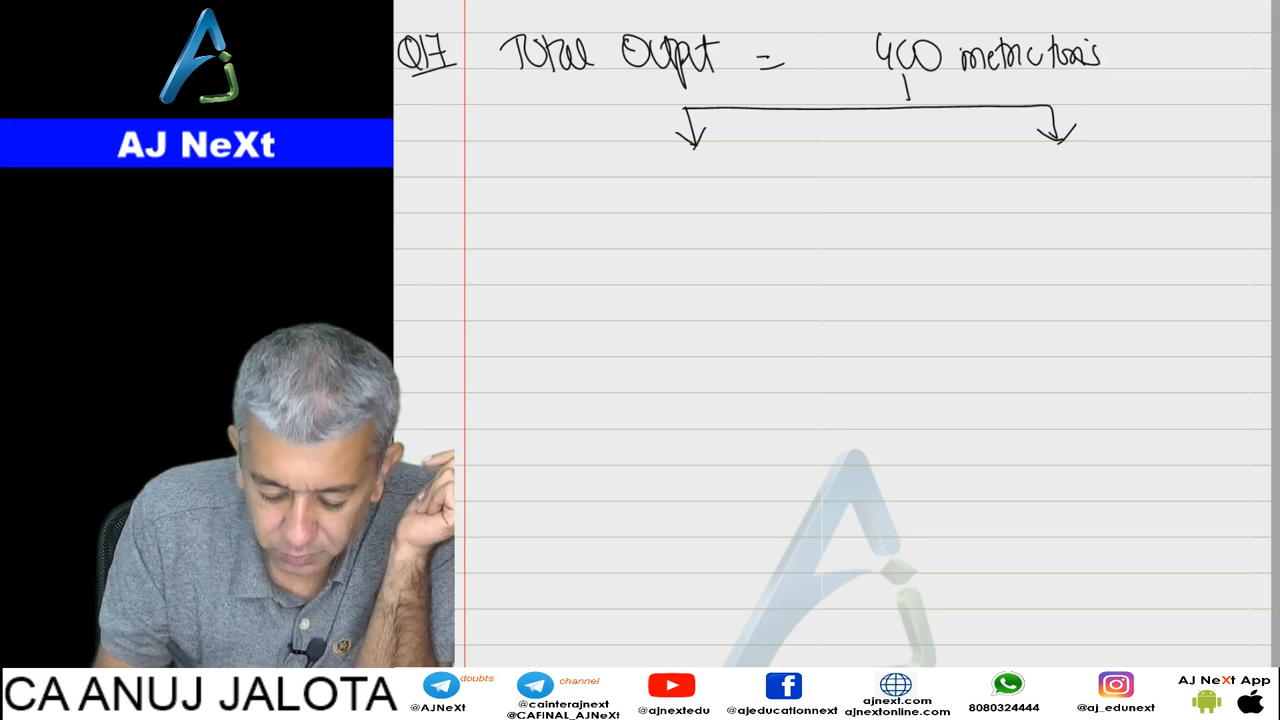 Q17 Total Output = 400 metric tons
AJ NeXt
CA ANUJ JALOTA
doubts
@AJNeXt
channel
@cainterajnext
@CAFINAL_AJNeXt
@ajnextedu
@ajeducationnext
ajnext.com
ajnextonline.com
8080324444
@aj_edunext
AJ NeXt App